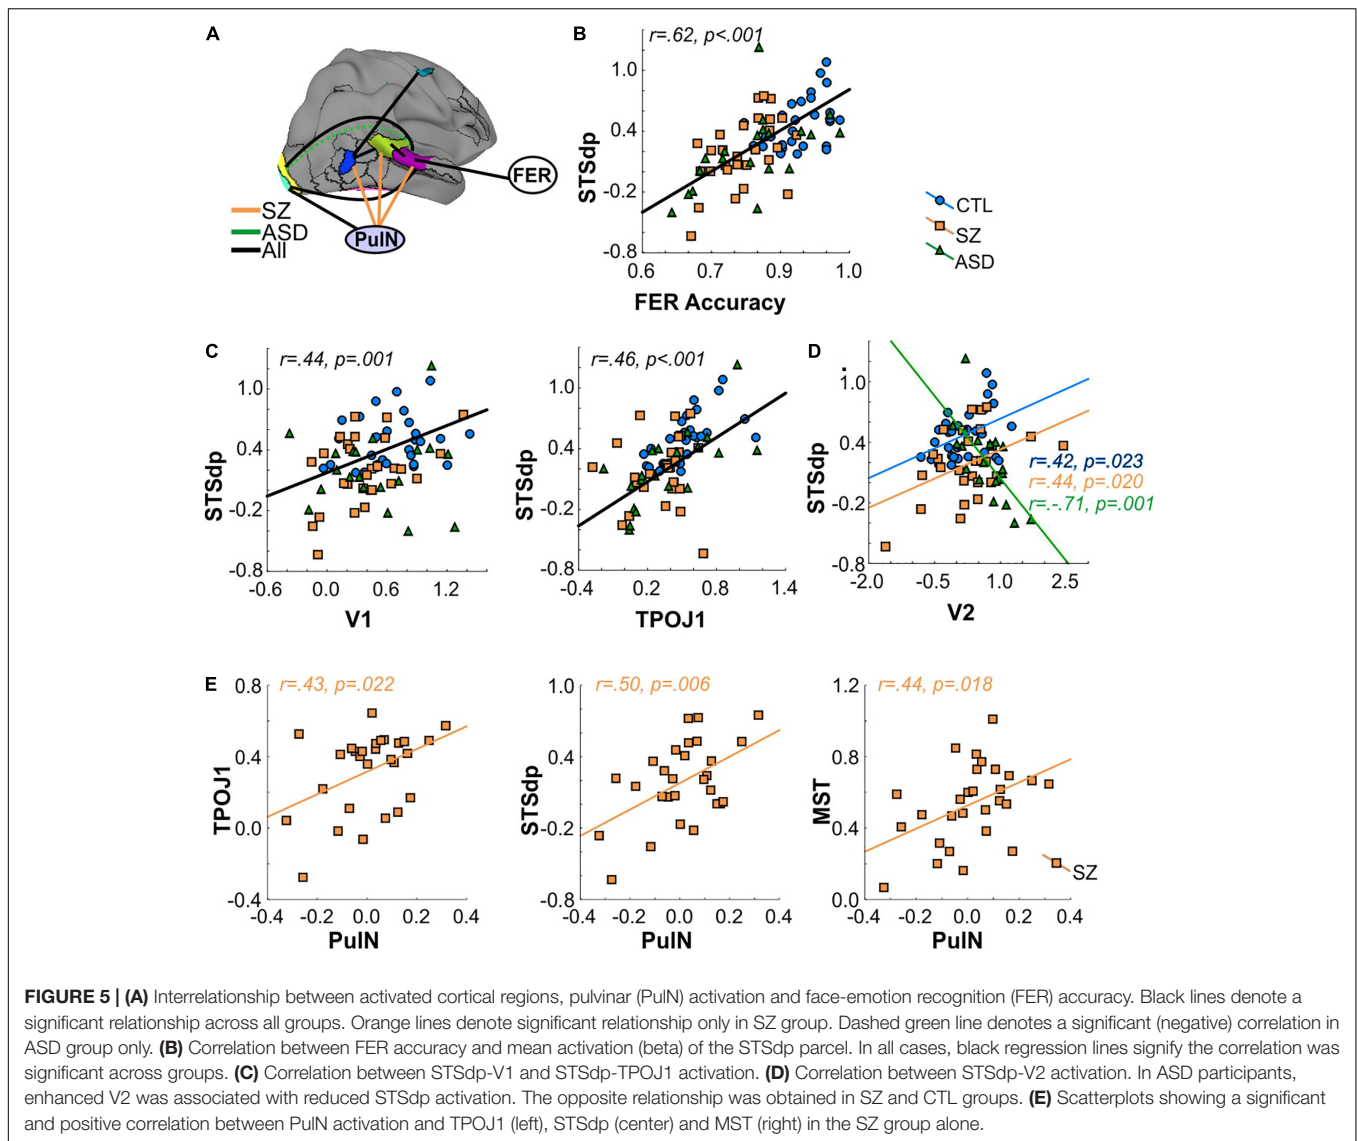 A
FER
SZ
ASD
All
PulN
B
r=.62, p<.001
STSdp
1.0
0.4
-0.2
-0.8
0.6 0.7 0.9 1.0
FER Accuracy
CTL
SZ
ASD
C
r=.44, p=.001
STSdp
1.0
0.4
-0.2
-0.8
-0.6 0.0 0.6 1.2
V1
r=.46, p<.001
STSdp
1.0
0.4
-0.2
-0.8
-0.4 0.2 0.8 1.4
TPOJ1
D
STSdp
1.0
0.4
-0.2
-0.8
r=.42, p=.023
r=.44, p=.020
r=-.71, p=.001
-2.0 -0.5 1.0 2.5
V2
E
r=.43, p=.022
TPOJ1
0.8
0.4
0.0
-0.4
-0.4 -0.2 0.0 0.2 0.4
PulN
r=.50, p=.006
STSdp
1.0
0.4
-0.2
-0.8
-0.4 -0.2 0.0 0.2 0.4
PulN
r=.44, p=.018
MST
1.2
0.8
0.4
0.0
SZ
-0.4 -0.2 0.0 0.2 0.4
PulN
FIGURE 5 | (A) Interrelationship between activated cortical regions, pulvinar (PulN) activation and face-emotion recognition (FER) accuracy. Black lines denote a
significant relationship across all groups. Orange lines denote significant relationship only in SZ group. Dashed green line denotes a significant (negative) correlation in
ASD group only. (B) Correlation between FER accuracy and mean activation (beta) of the STSdp parcel. In all cases, black regression lines signify the correlation was
significant across groups. (C) Correlation between STSdp-V1 and STSdp-TPOJ1 activation. (D) Correlation between STSdp-V2 activation. In ASD participants,
enhanced V2 was associated with reduced STSdp activation. The opposite relationship was obtained in SZ and CTL groups. (E) Scatterplots showing a significant
and positive correlation between PulN activation and TPOJ1 (left), STSdp (center) and MST (right) in the SZ group alone.